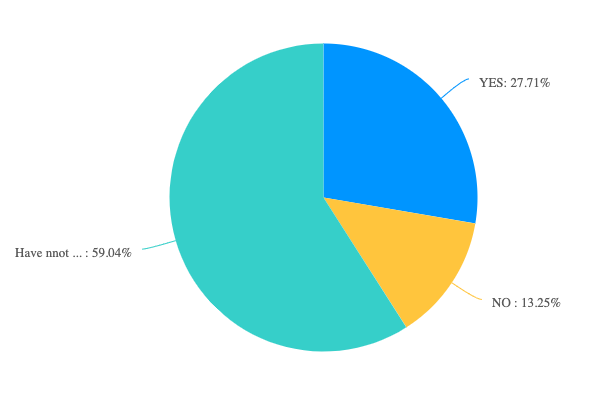 YES: 27.71%
Have nnot ... : 59.04%
NO : 13.25%